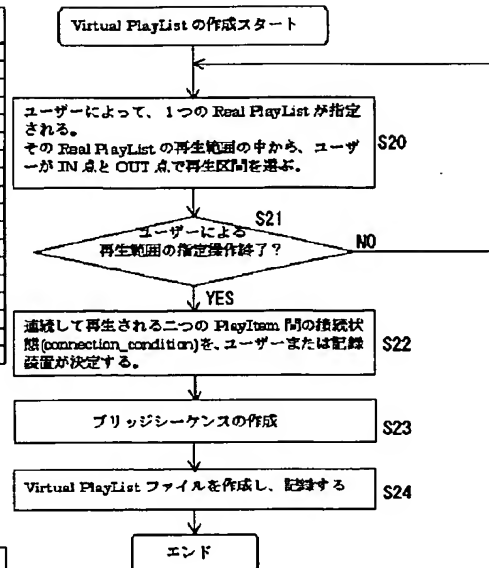 Virtual PlayList の作成スタート
ユーザーによって、１つの Real PlayList が指定
される。
その Real PlayList の再生範囲の中から、ユーザ
ーが IN 点と OUT 点で再生区間を選ぶ。
S20
S21
ユーザーによる
再生範囲の指定操作終了？
NO
YES
連続して再生される二つの PlayItem 間の接続状
態(connection_condition)を、ユーザーまたは記録
装置が決定する。
S22
ブリッジシーケンスの作成
S23
Virtual PlayList ファイルを作成し、記録する
S24
エンド